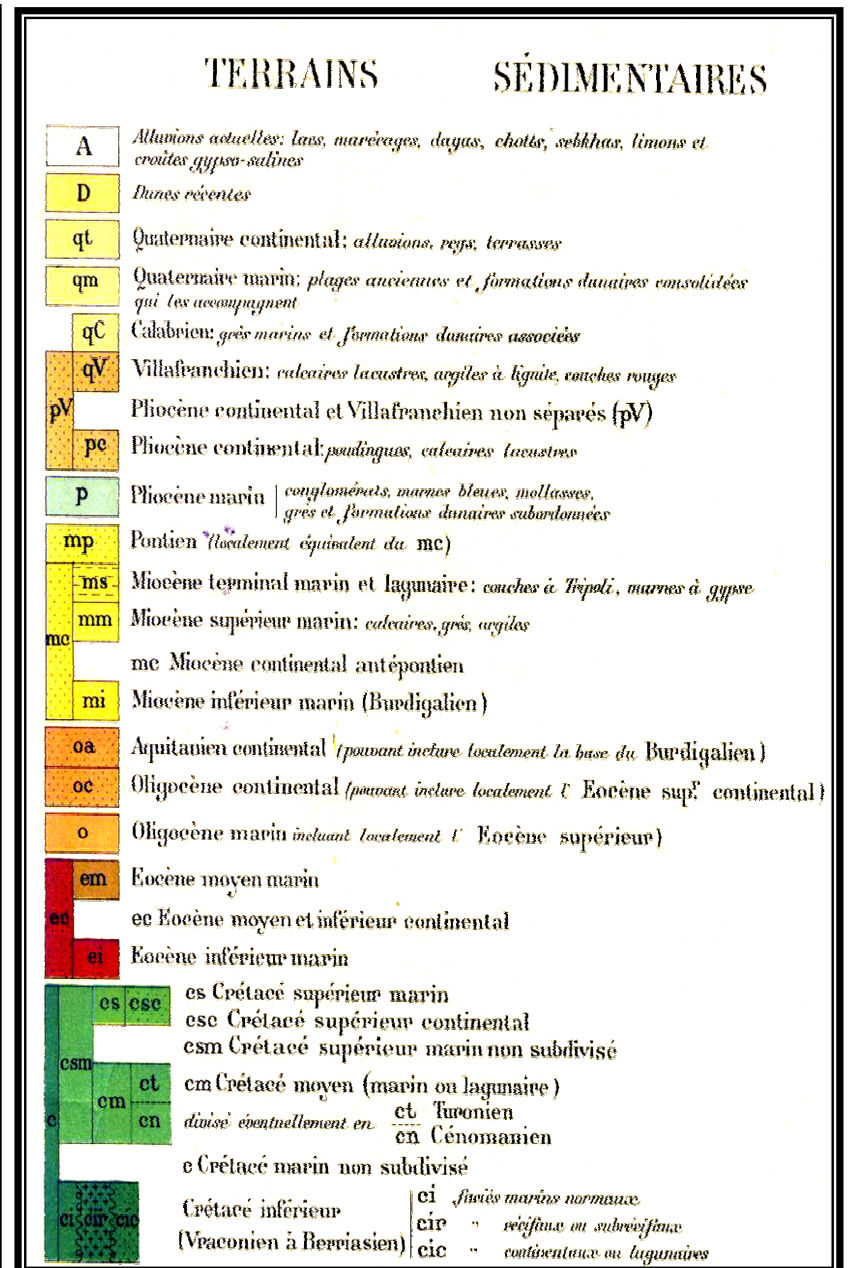 TERRAINS SÉDIMENTAIRES
A Alluvions actuelles: lacs, marécages, dayas, chotts, sebkhas, limons et
croûtes gypso-salines
D Dunes récentes
qt Quaternaire continental: alluvions, regs, terrasses
qm Quaternaire marin: plages anciennes et formations dunaires consolidées
qui les accompagnent
qC Calabrien: grès marins et formations dunaires associées
qV Villafranchien: calcaires lacustres, argiles à lignite, couches rouges
pV Pliocène continental et Villafranchien non séparés (pV)
pc Pliocène continental: poudingues, calcaires lacustres
p Pliocène marin conglomérats, marnes bleues, mollasses,
grès et formations dunaires subordonnées
mp Pontien (localement équivalent du mc)
ms Miocène terminal marin et lagunaire: couches à Tripoli, marnes à gypse
mm Miocène supérieur marin: calcaires, grés, argiles
mc
mc Miocène continental antépontien
mi Miocène inférieur marin (Burdigalien)
oa Aquitanien continental (pouvant inclure localement la base du Burdigalien)
oc Oligocène continental (pouvant inclure localement l' Eocène supr continental)
o Oligocène marin incluant localement l' Eocène supérieur)
em Eocène moyen marin
ec ec Eocène moyen et inférieur continental
ei Eocène inférieur marin
cs csc cs Crétacé supérieur marin
csc Crétacé supérieur continental
csm csm Crétacé supérieur marin non subdivisé
cm ct cm Crétacé moyen (marin ou lagunaire)
cn divisé éventuellement en ct Turonien
cn Cénomanien
c c Crétacé marin non subdivisé
ci cir cic Crétacé inférieur ci faciès marins normaux
cir " récifaux ou subrécifaux
(Vraconien à Berriasien) cic " continentaux ou lagunaires